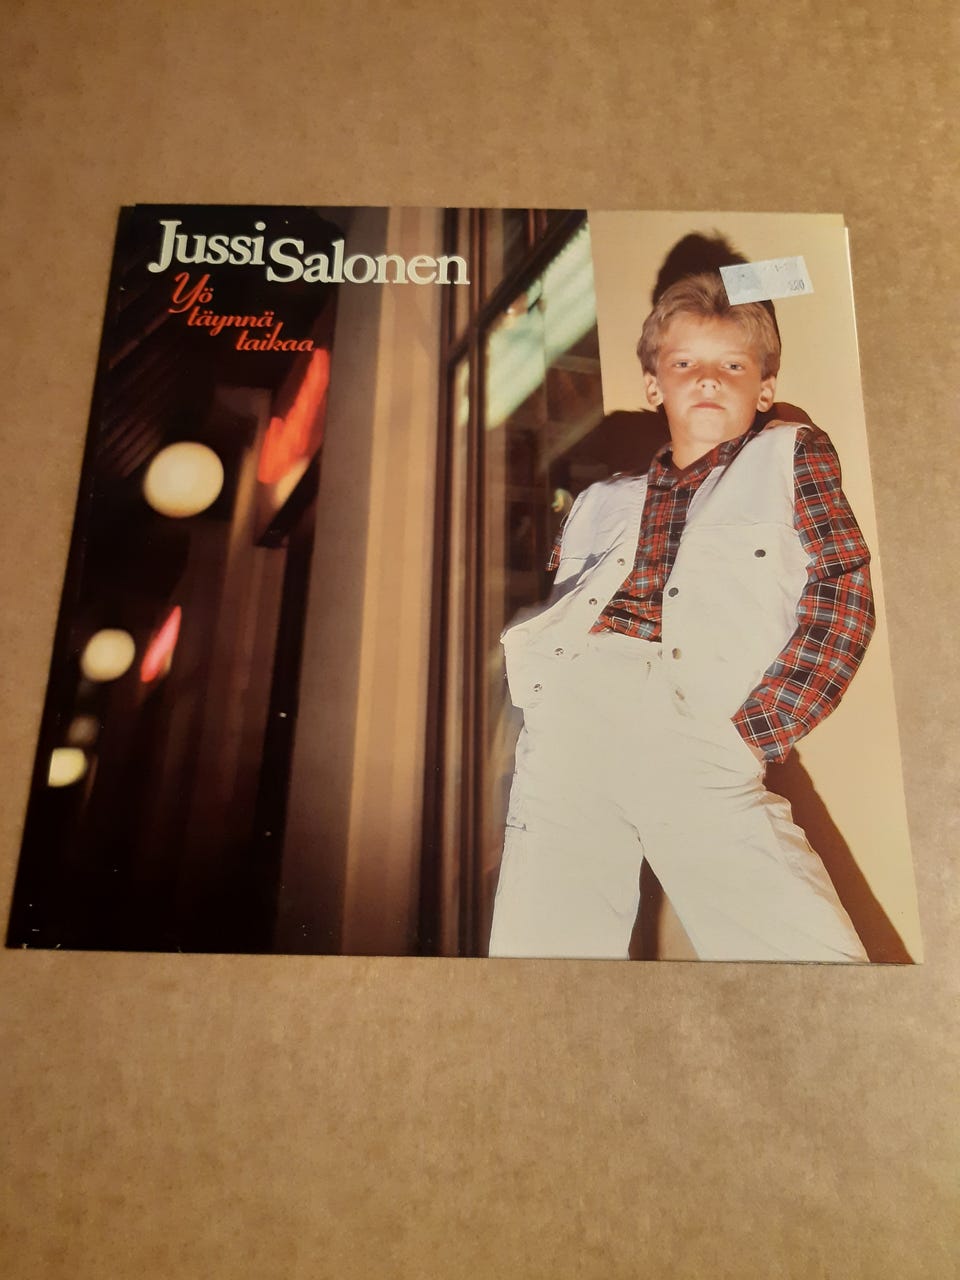 Jussi Salonen
Yö
täynnä
taikaa